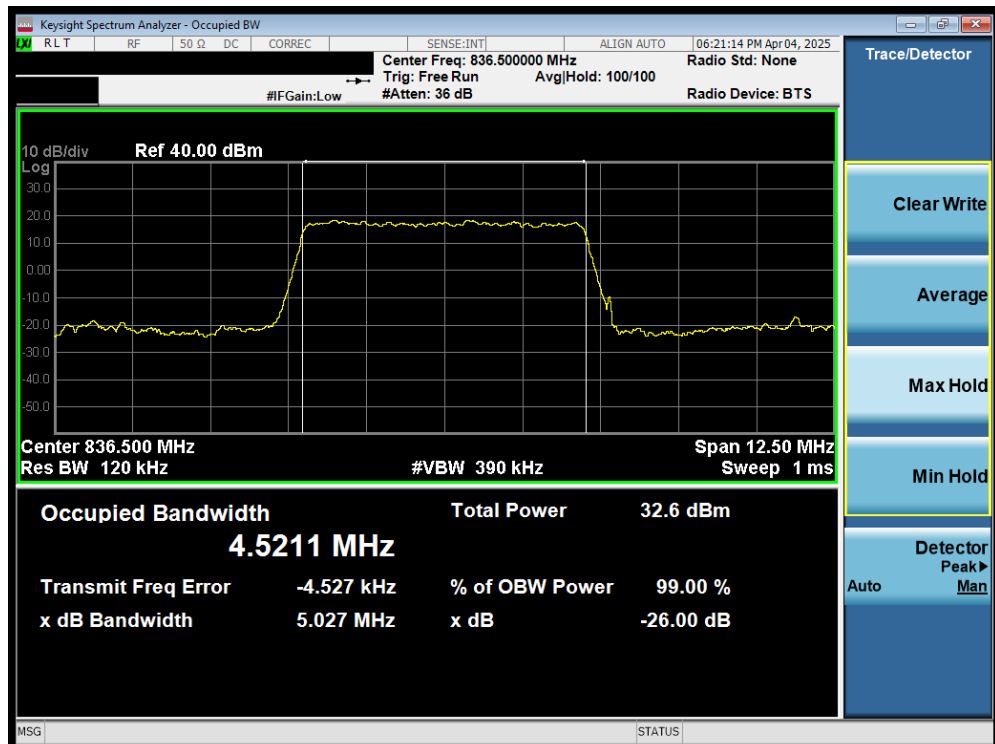 Keysight Spectrum Analyzer - Occupied BW
LXI RLT RF 50 Ω DC CORREC SENSE:INT ALIGN AUTO 06:21:14 PM Apr 04, 2025
Center Freq: 836.500000 MHz Radio Std: None
Trig: Free Run Avg|Hold: 100/100
#IFGain:Low #Atten: 36 dB Radio Device: BTS
10 dB/div Ref 40.00 dBm
Log
30.0
20.0
10.0
0.00
-10.0
-20.0
-30.0
-40.0
-50.0
Center 836.500 MHz Span 12.50 MHz
Res BW 120 kHz #VBW 390 kHz Sweep 1 ms
Occupied Bandwidth Total Power 32.6 dBm
4.5211 MHz
Transmit Freq Error -4.527 kHz % of OBW Power 99.00 %
x dB Bandwidth 5.027 MHz x dB -26.00 dB
Trace/Detector
Clear Write
Average
Max Hold
Min Hold
Detector
Peak▶
Auto Man
MSG STATUS